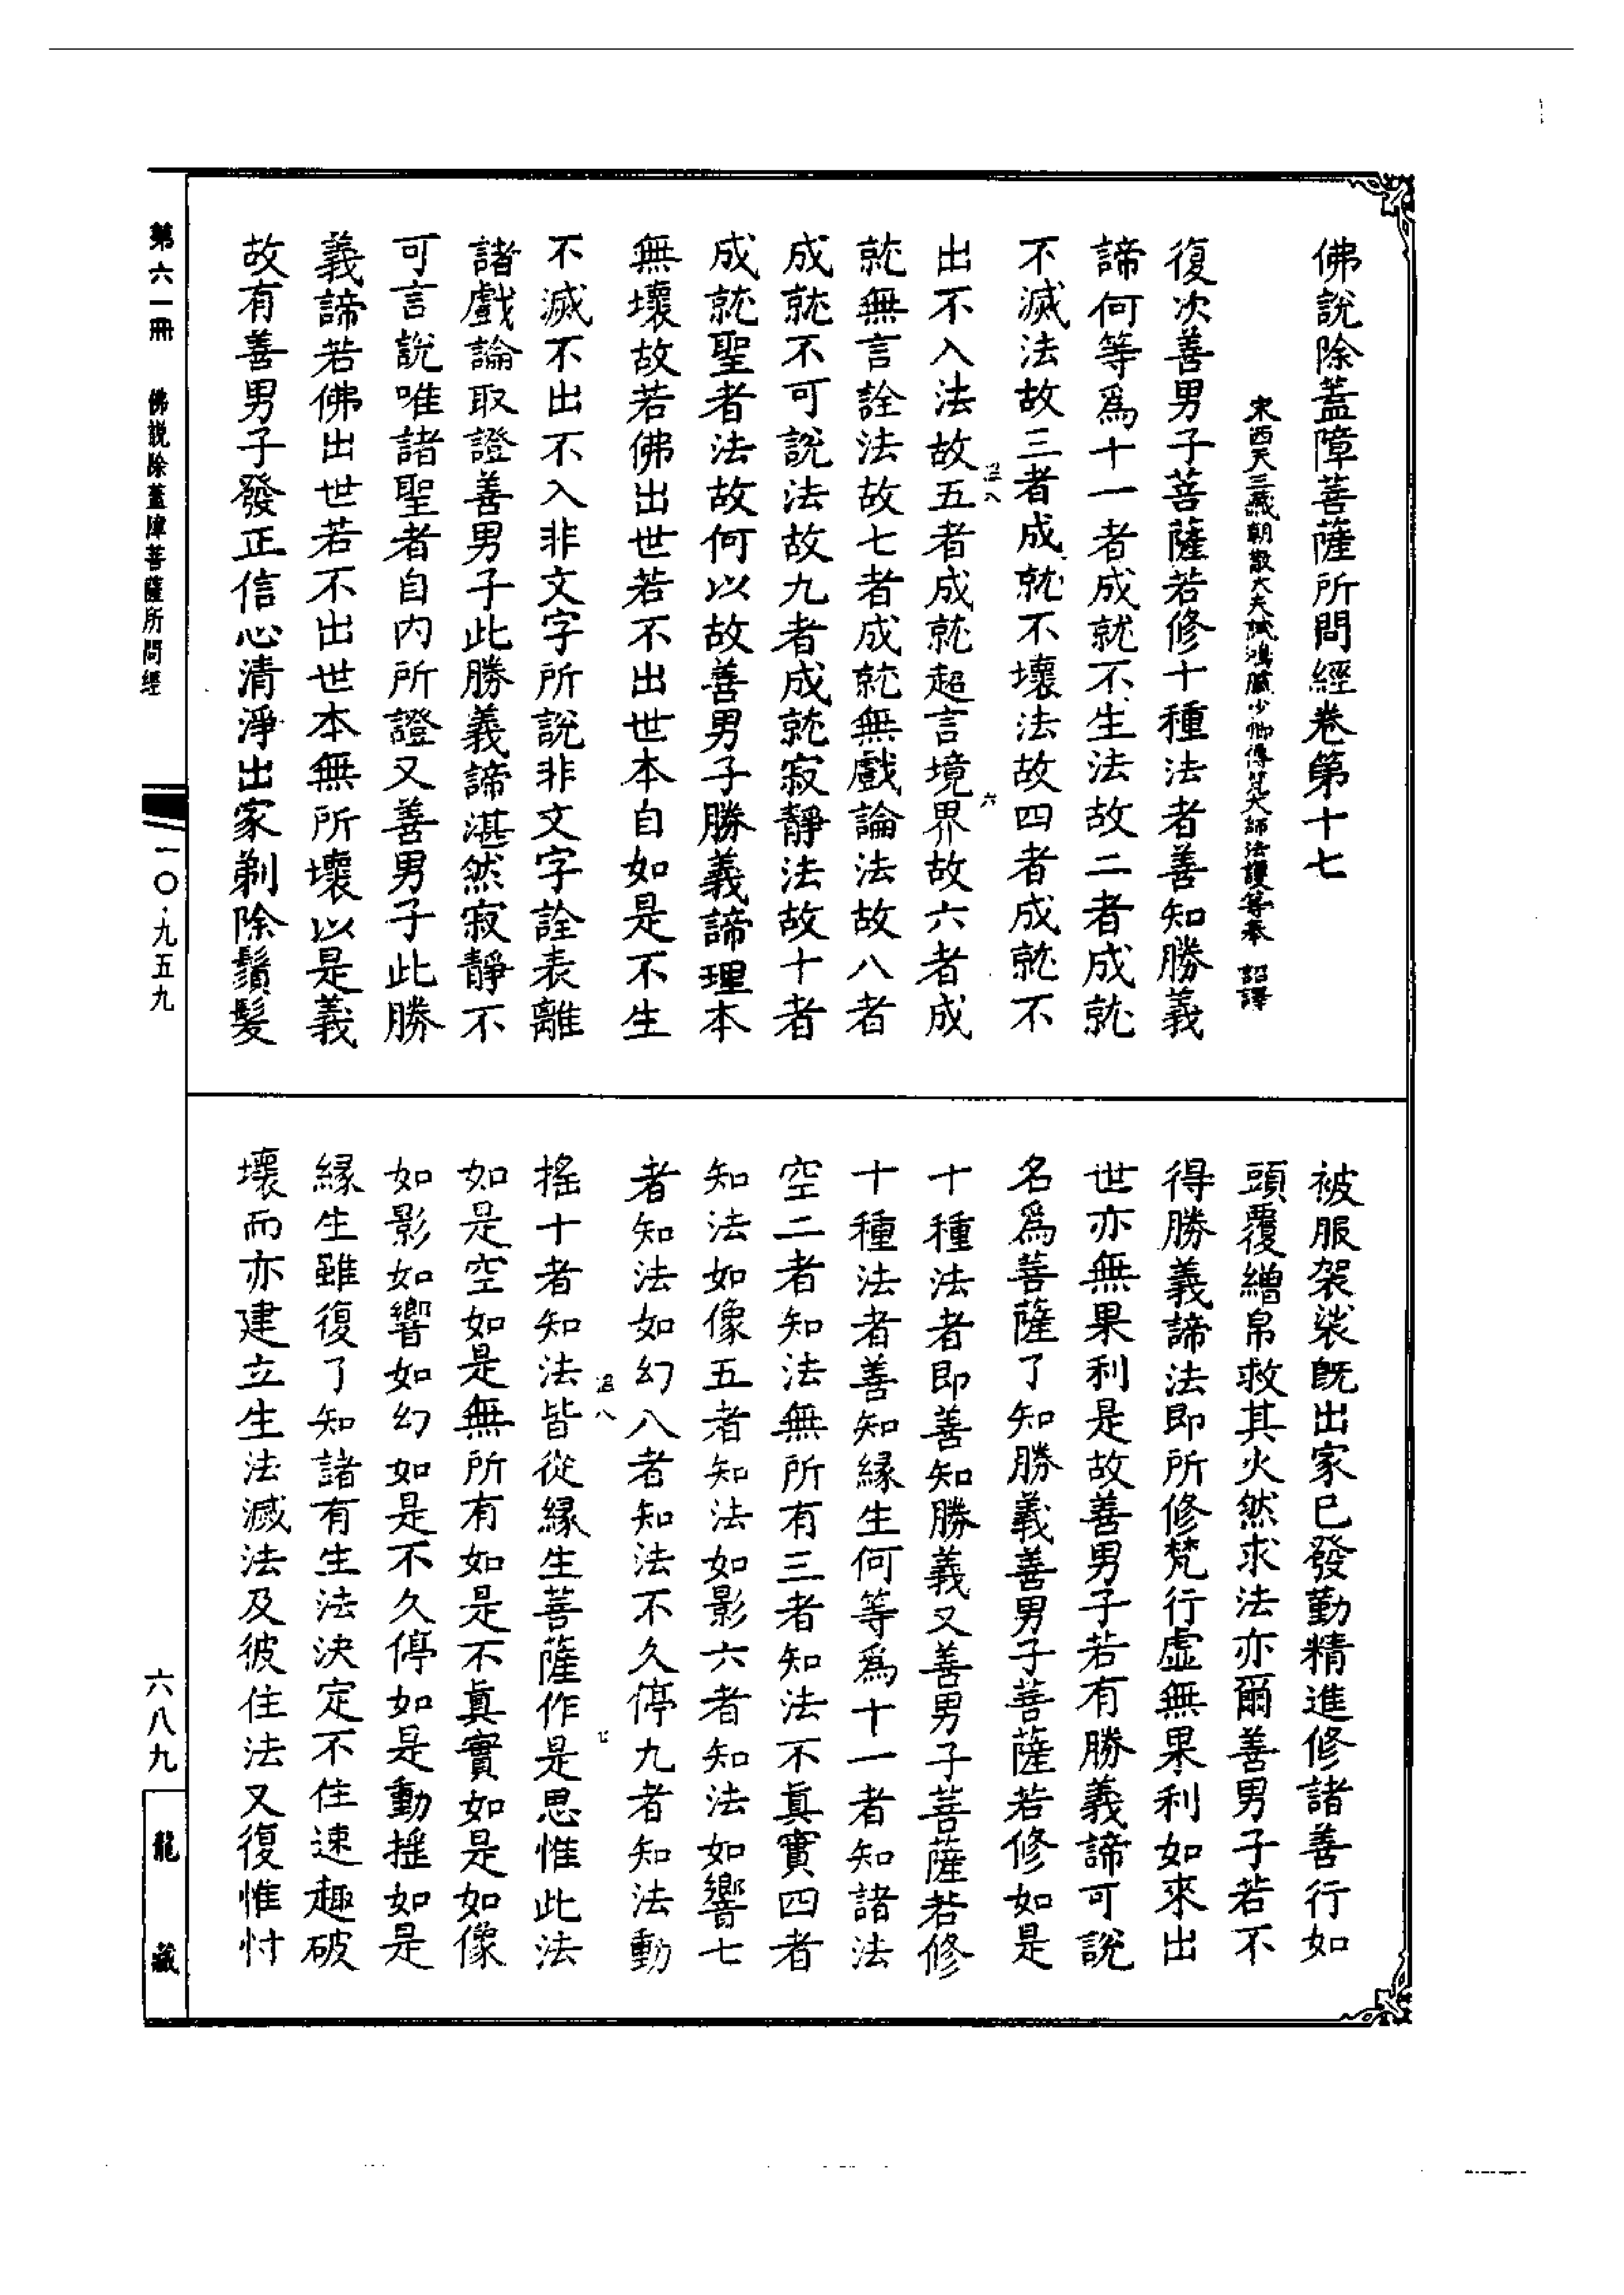 佛說除蓋障菩薩所問經卷第十七
宋西天三藏朝散大夫試鴻臚少卿傳梵大師法護等奉 詔譯
復次善男子菩薩若修十種法者善知勝義
諦何等爲十一者成就不生法故二者成就
不滅法故三者成就不壞法故四者成就不
出不入法故五者成就超言境界故六者成
就無言詮法故七者成就無戲論法故八者
成就不可說法故九者成就寂靜法故十者
成就聖者法故何以故善男子勝義諦理本
無壞故若佛出世若不出世本自如是不生
不滅不出不入非文字所說非文字詮表離
諸戲論取證善男子此勝義諦湛然寂靜不
可言說唯諸聖者自內所證又善男子此勝
義諦若佛出世若不出世本無所壞以是義
故有善男子發正信心清淨出家剃除鬚髮
被服袈裟既出家已發勤精進修諸善行如
頭覆繒帛救其火然求法亦爾善男子若不
得勝義諦法即所修梵行虛無果利如來出
世亦無果利是故善男子若有勝義諦可說
名爲菩薩了知勝義善男子菩薩若修如是
十種法者即善知勝義又善男子菩薩若修
十種法者善知緣生何等爲十一者知諸法
空二者知法無所有三者知法不真實四者
知法如像五者知法如影六者知法如響七
者知法如幻八者知法不久停九者知法動
搖十者知法皆從緣生菩薩作是思惟此法
如是空如是無所有如是不真實如是如像
如影如響如幻如是不久停如是動搖如是
緣生雖復了知諸有生法決定不住速趣破
壞而亦建立生法滅法及彼住法又復惟忖
第六一冊 佛說除蓋障菩薩所問經
一〇·九五九
六八九
龍藏